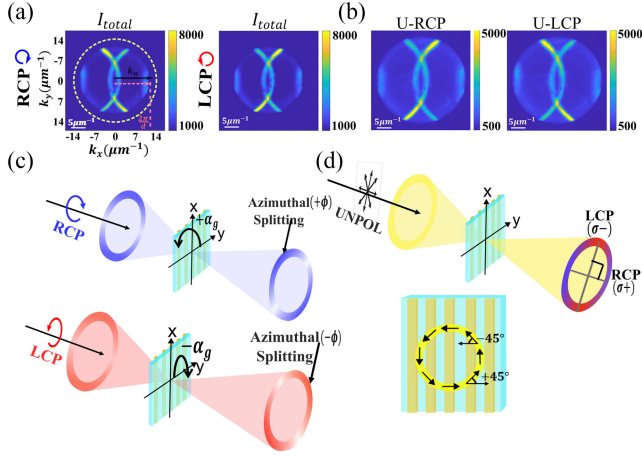 (a)
I_total
I_total
RCP
LCP
k_y(μm⁻¹)
14
7
0
7
14
5μm⁻¹
-14 -7 0 7 14
k_x(μm⁻¹)
8000
1000
5μm⁻¹
8000
1000
(b)
U-RCP
U-LCP
5μm⁻¹
5000
500
5μm⁻¹
5000
500
(c)
RCP
x
+α_g
y
Azimuthal(+ϕ)
Splitting
LCP
x
−α_g
y
Azimuthal(−ϕ)
Splitting
(d)
UNPOL
x
y
LCP
(σ−)
RCP
(σ+)
−45°
+45°